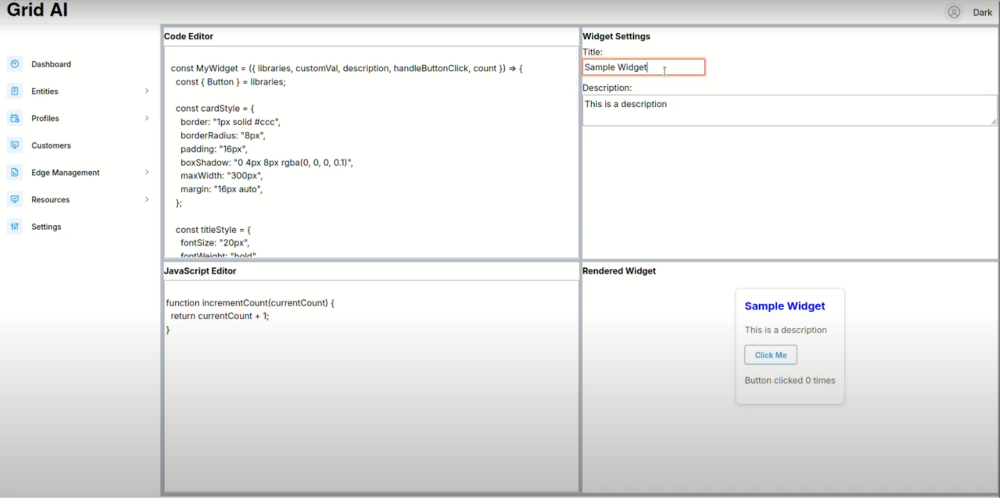 Grid AI
Dark
Dashboard
Entities
Profiles
Customers
Edge Management
Resources
Settings
Code Editor
const MyWidget = ({ libraries, customVal, description, handleButtonClick, count }) => {
const { Button } = libraries;
const cardStyle = {
border: "1px solid #ccc",
borderRadius: "8px",
padding: "16px",
boxShadow: "0 4px 8px rgba(0, 0, 0, 0.1)",
maxWidth: "300px",
margin: "16px auto",
};
const titleStyle = {
fontSize: "20px",
fontWeight: "bold"
Widget Settings
Title:
Sample Widget
Description:
This is a description
JavaScript Editor
function incrementCount(currentCount) {
return currentCount + 1;
}
Rendered Widget
Sample Widget
This is a description
Click Me
Button clicked 0 times